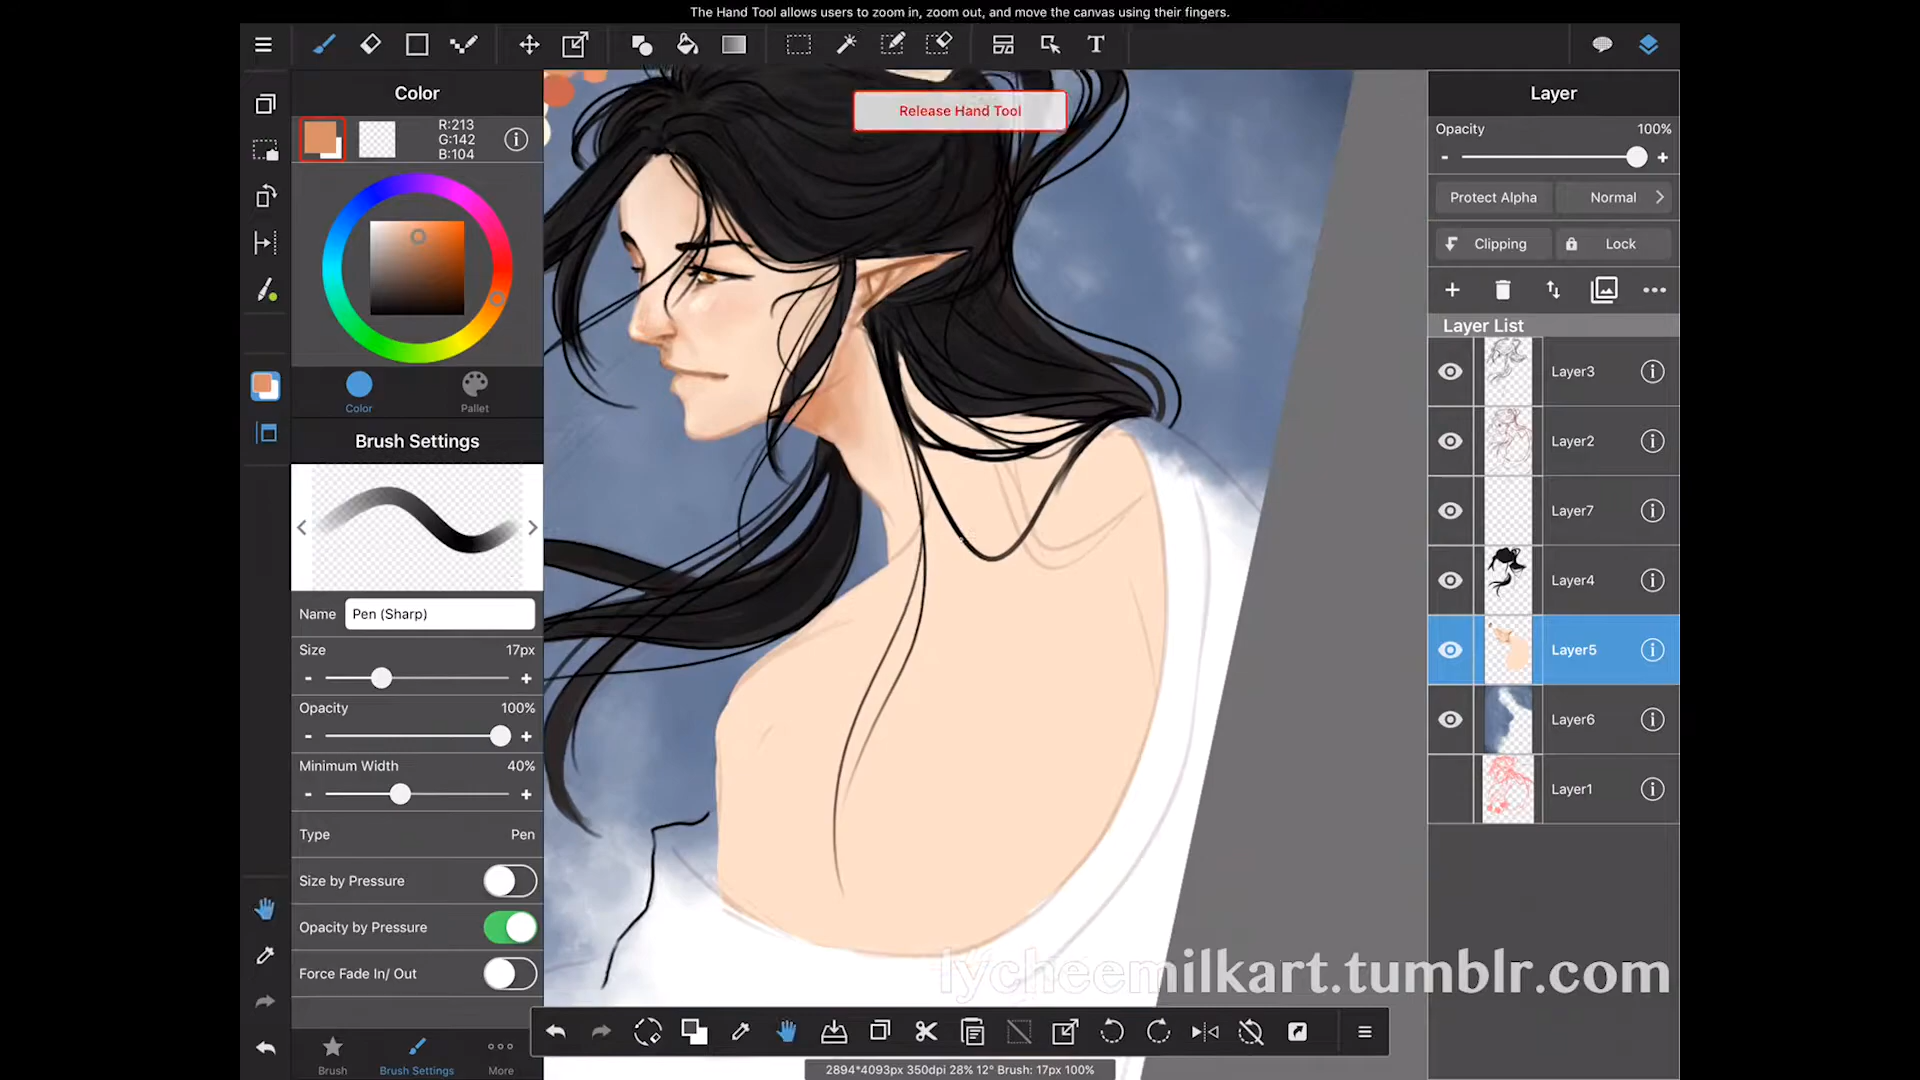 The Hand Tool allows users to zoom in, zoom out, and move the canvas using their fingers.
T
Color
R:213
G:142
B:104
Color
Pallet
Brush Settings
Name Pen (Sharp)
Size 17px
- +
Opacity 100%
- +
Minimum Width 40%
- +
Type Pen
Size by Pressure
Opacity by Pressure
Force Fade In/ Out
Brush
Brush Settings
More
Release Hand Tool
Layer
Opacity 100%
- +
Protect Alpha Normal
Clipping Lock
Layer List
Layer3
Layer2
Layer7
Layer4
Layer5
Layer6
Layer1
lycheemilkart.tumblr.com
2894*4093px 350dpi 28% 12° Brush: 17px 100%